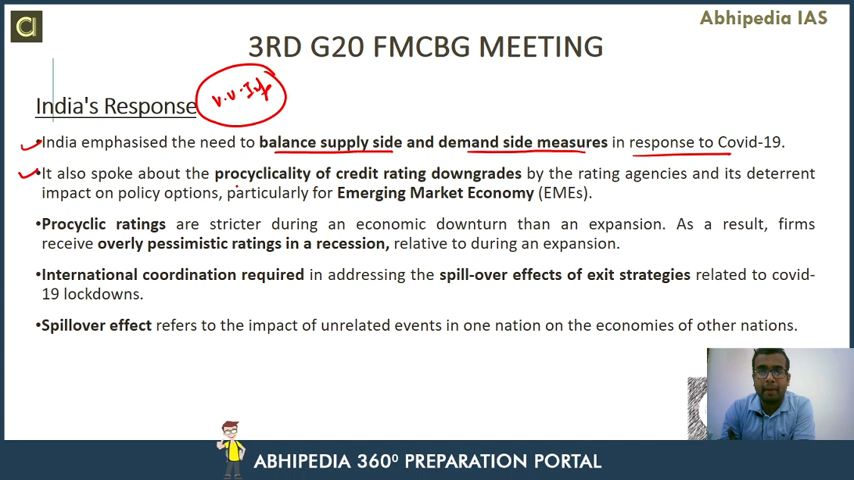 Abhipedia IAS
3RD G20 FMCBG MEETING
India's Response
v.v.Imp
•India emphasised the need to balance supply side and demand side measures in response to Covid-19.
•It also spoke about the procyclicality of credit rating downgrades by the rating agencies and its deterrent
impact on policy options, particularly for Emerging Market Economy (EMEs).
•Procyclic ratings are stricter during an economic downturn than an expansion. As a result, firms
receive overly pessimistic ratings in a recession, relative to during an expansion.
•International coordination required in addressing the spill-over effects of exit strategies related to covid-
19 lockdowns.
•Spillover effect refers to the impact of unrelated events in one nation on the economies of other nations.
ABHIPEDIA 360⁰ PREPARATION PORTAL